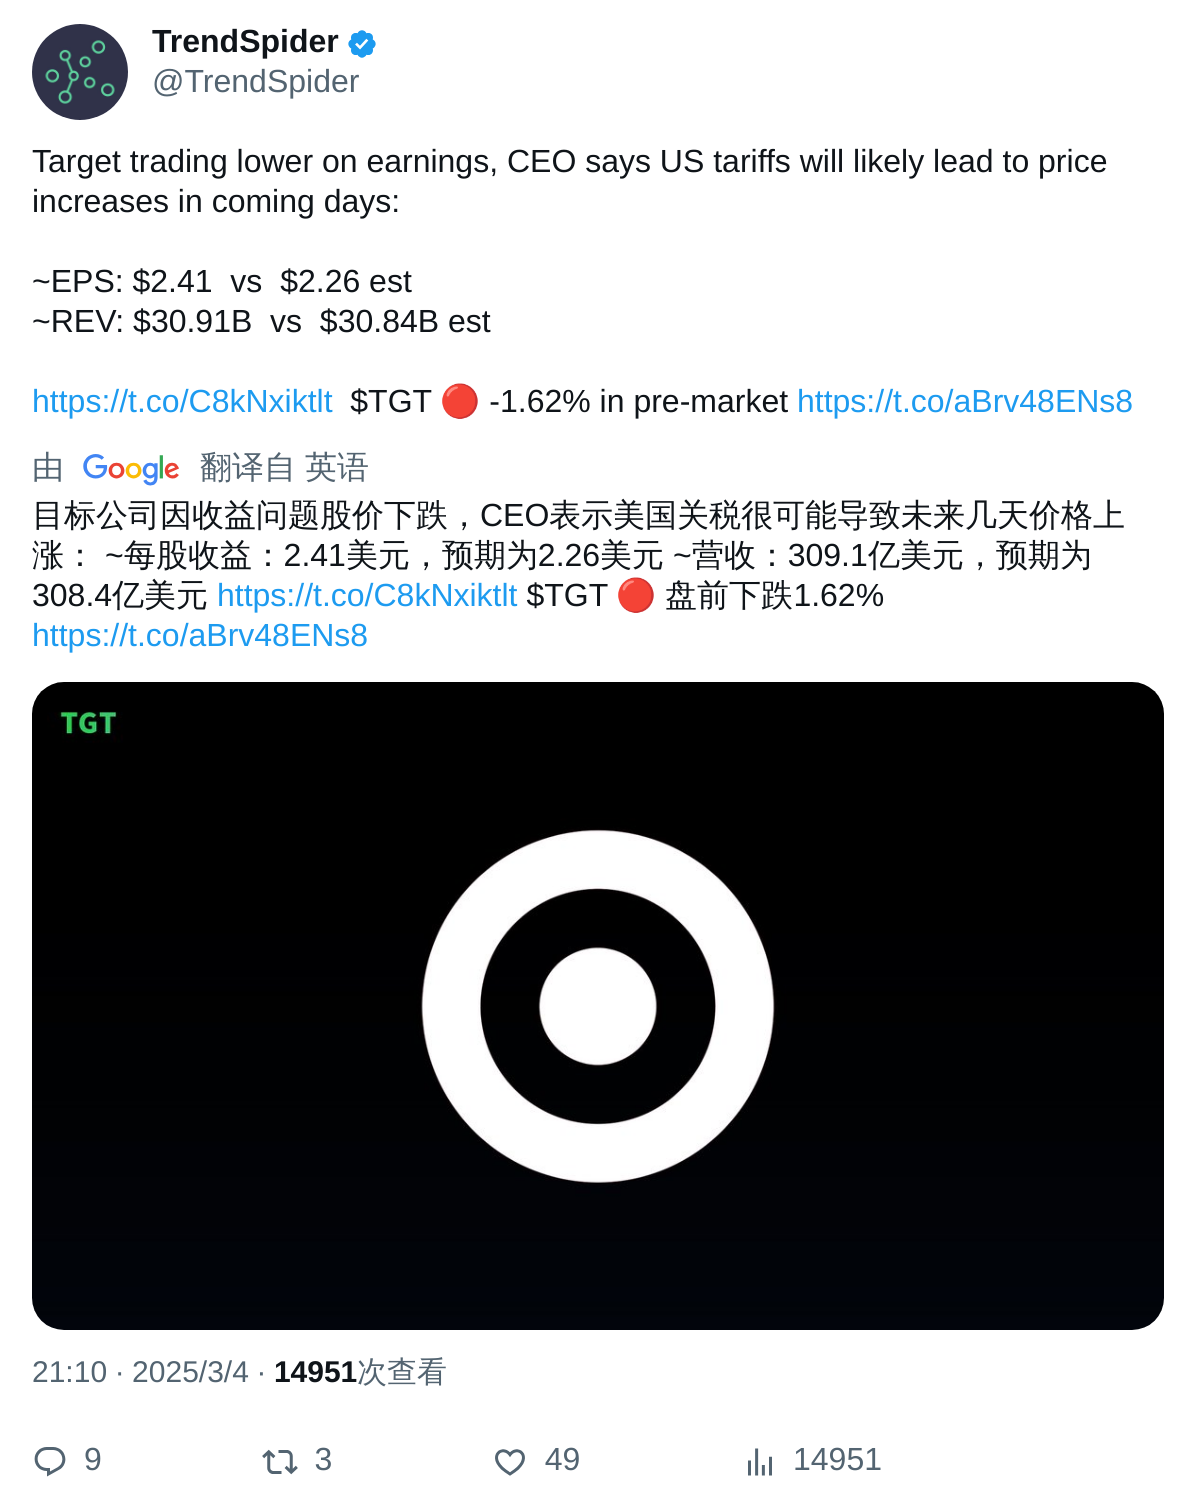 TrendSpider
@TrendSpider
Target trading lower on earnings, CEO says US tariffs will likely lead to price
increases in coming days:
~EPS: $2.41  vs  $2.26 est
~REV: $30.91B  vs  $30.84B est
https://t.co/C8kNxiktlt  $TGT 🔴 -1.62% in pre-market https://t.co/aBrv48ENs8
由 Google 翻译自 英语
目标公司因收益问题股价下跌，CEO表示美国关税很可能导致未来几天价格上
涨： ~每股收益：2.41美元，预期为2.26美元 ~营收：309.1亿美元，预期为
308.4亿美元 https://t.co/C8kNxiktlt $TGT 🔴 盘前下跌1.62%
https://t.co/aBrv48ENs8
TGT
21:10 · 2025/3/4 · 14951次查看
9 3 49 14951